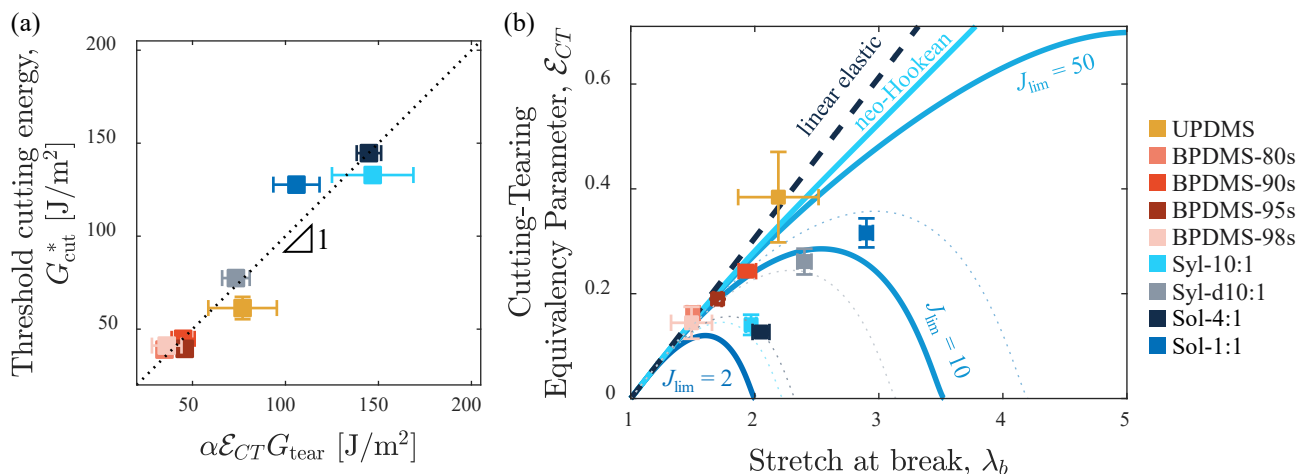 (a)
Threshold cutting energy,
G*cut [J/m²]
200
150
100
50
1
50
100
150
200
αℰCT Gtear [J/m²]
(b)
Cutting-Tearing
Equivalency Parameter, ℰCT
0.6
0.4
0.2
0
linear elastic
neo-Hookean
Jlim = 50
Jlim = 10
Jlim = 2
1
2
3
4
5
Stretch at break, λb
UPDMS
BPDMS-80s
BPDMS-90s
BPDMS-95s
BPDMS-98s
Syl-10:1
Syl-d10:1
Sol-4:1
Sol-1:1